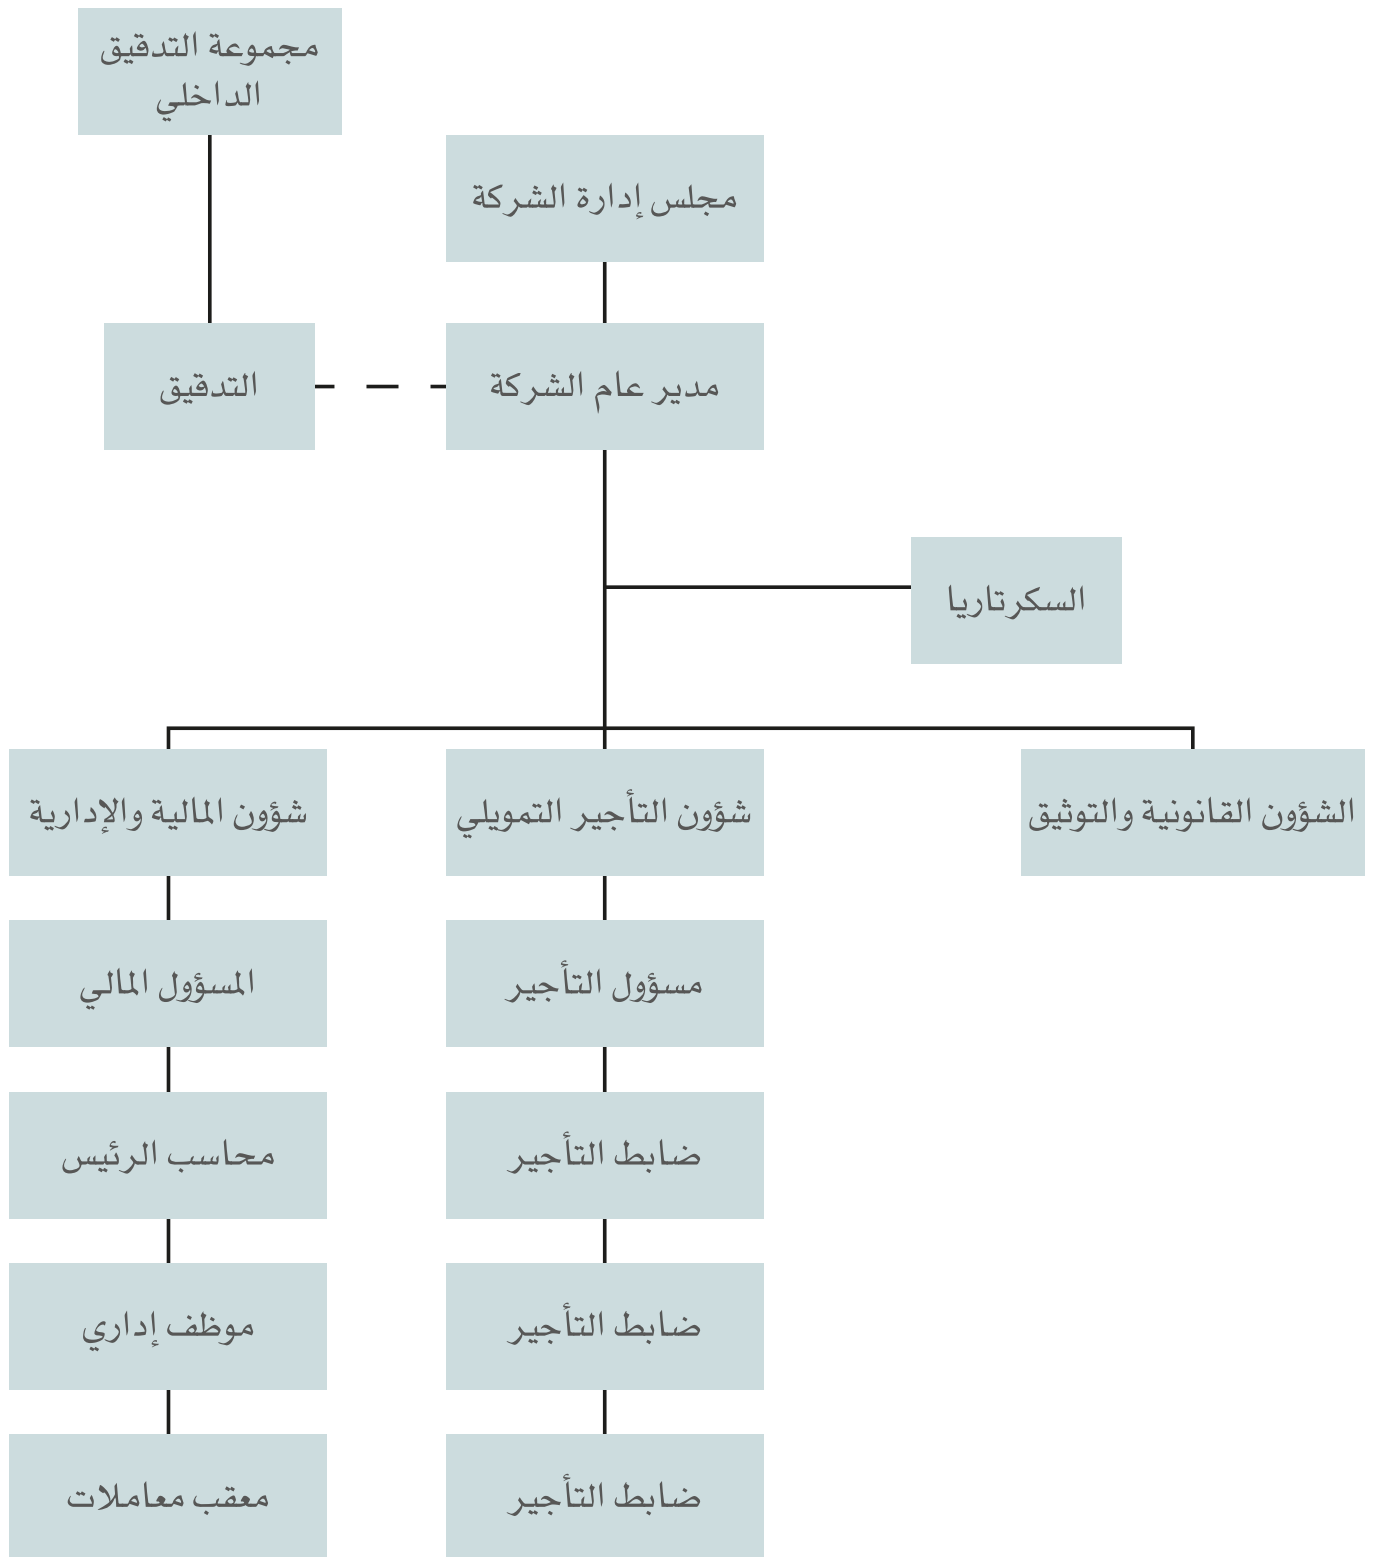 مجموعة التدقيق
الداخلي
مجلس إدارة الشركة
مدير عام الشركة
التدقيق
السكرتاريا
الشؤون القانونية والتوثيق
شؤون التأجير التمويلي
شؤون المالية والإدارية
مسؤول التأجير
المسؤول المالي
ضابط التأجير
محاسب الرئيس
ضابط التأجير
موظف إداري
ضابط التأجير
معقب معاملات